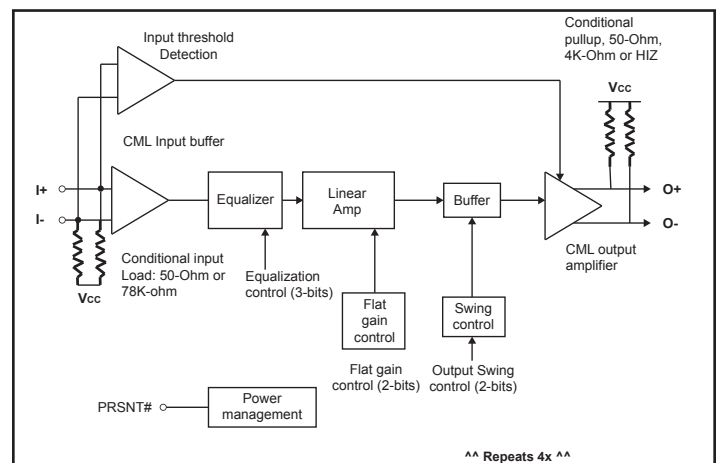 Input threshold
Detection
Conditional
pullup, 50-Ohm,
4K-Ohm or HIZ
Vcc
CML Input buffer
I+
I-
Equalizer
Linear
Amp
Buffer
O+
O-
CML output
amplifier
Vcc
Conditional input
Load: 50-Ohm or
78K-ohm
Equalization
control (3-bits)
Flat
gain
control
Swing
control
Flat gain
control (2-bits)
Output Swing
control (2-bits)
PRSNT#
Power
management
^^ Repeats 4x ^^